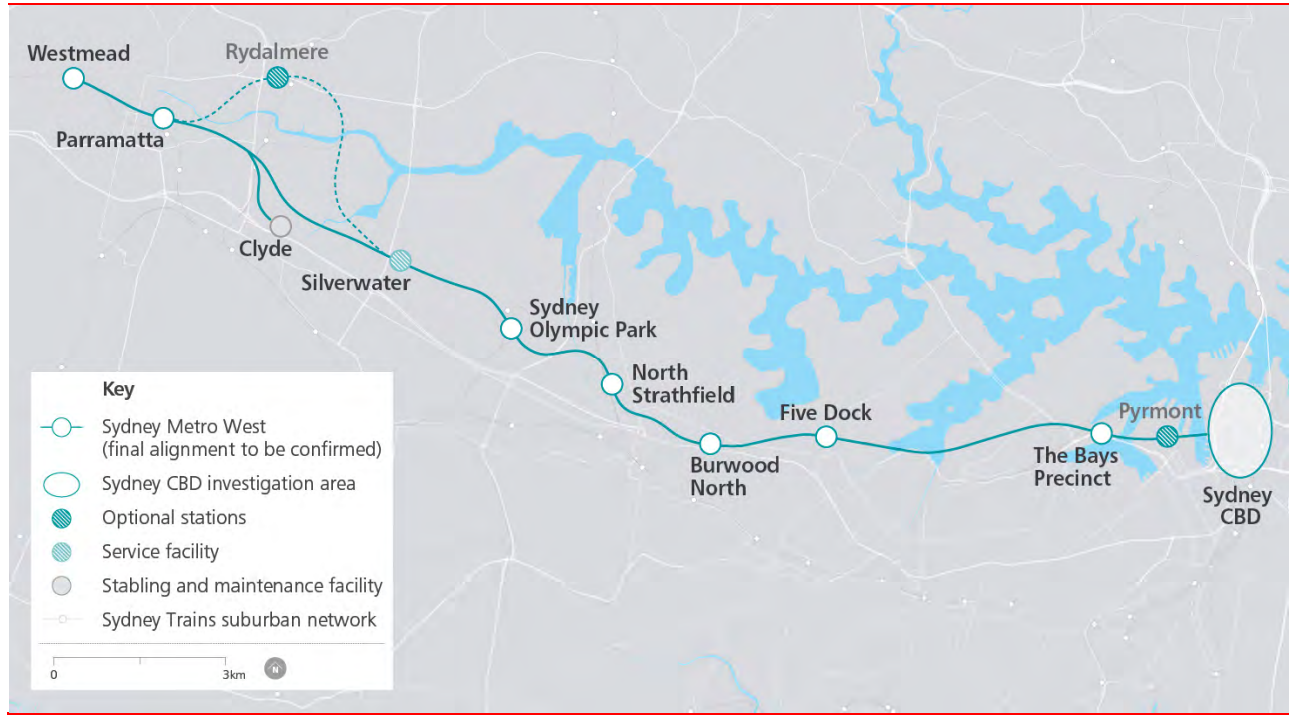 Westmead
Rydalmere
Parramatta
Clyde
Silverwater
Sydney
Olympic Park
North
Strathfield
Five Dock
Pyrmont
Burwood
North
The Bays
Precinct
Sydney
CBD
Key
Sydney Metro West
(final alignment to be confirmed)
Sydney CBD investigation area
Optional stations
Service facility
Stabling and maintenance facility
Sydney Trains suburban network
0
3km
N